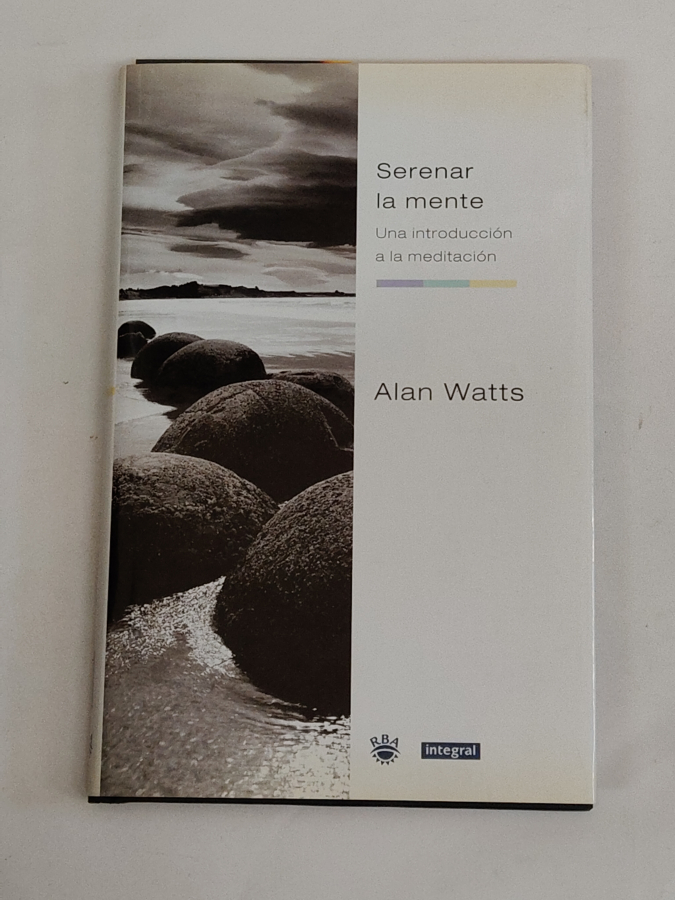 Serenar
la mente
Una introducción
a la meditación
Alan Watts
RBA
integral